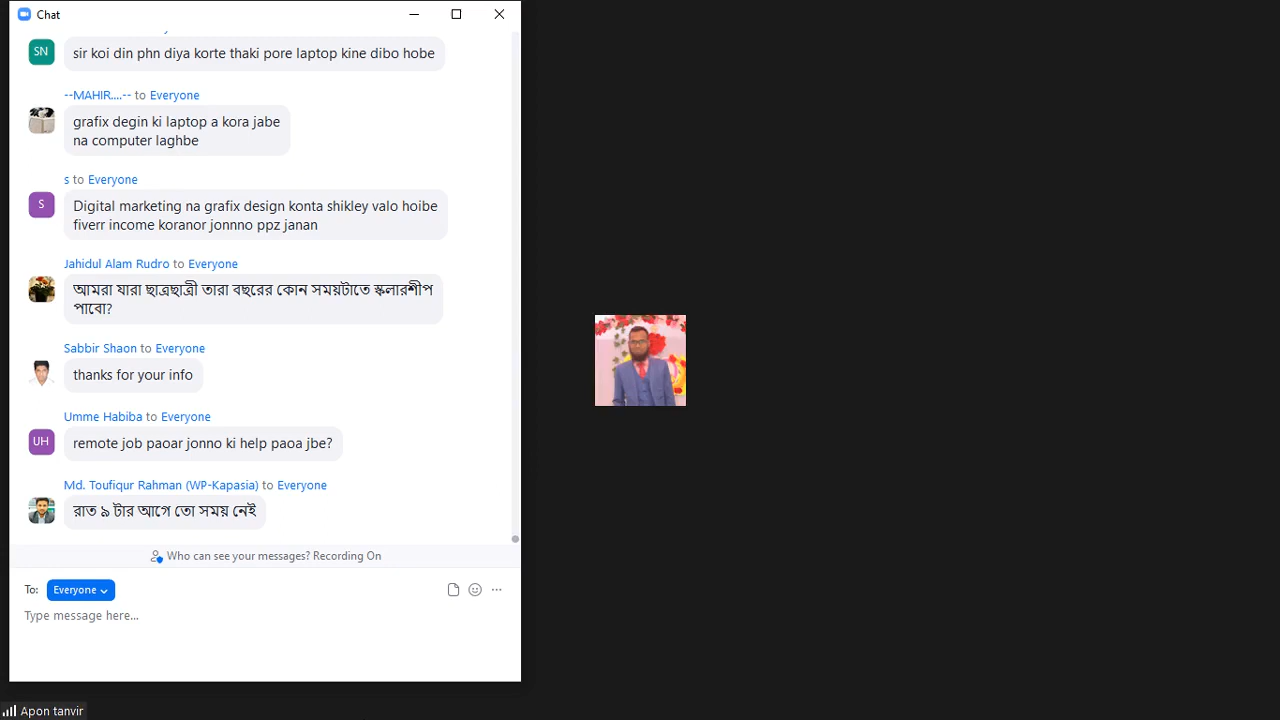 Chat
SN
sir koi din phn diya korte thaki pore laptop kine dibo hobe
--MAHIR....-- to Everyone
grafix degin ki laptop a kora jabe
na computer laghbe
s to Everyone
S
Digital marketing na grafix design konta shikley valo hoibe
fiverr income koranor jonnno ppz janan
Jahidul Alam Rudro to Everyone
আমরা যারা ছাত্রছাত্রী তারা বছরের কোন সময়টাতে স্কলারশীপ
পাবো?
Sabbir Shaon to Everyone
thanks for your info
Umme Habiba to Everyone
UH
remote job paoar jonno ki help paoa jbe?
Md. Toufiqur Rahman (WP-Kapasia) to Everyone
রাত ৯ টার আগে তো সময় নেই
Who can see your messages? Recording On
To: Everyone
Type message here...
Apon tanvir